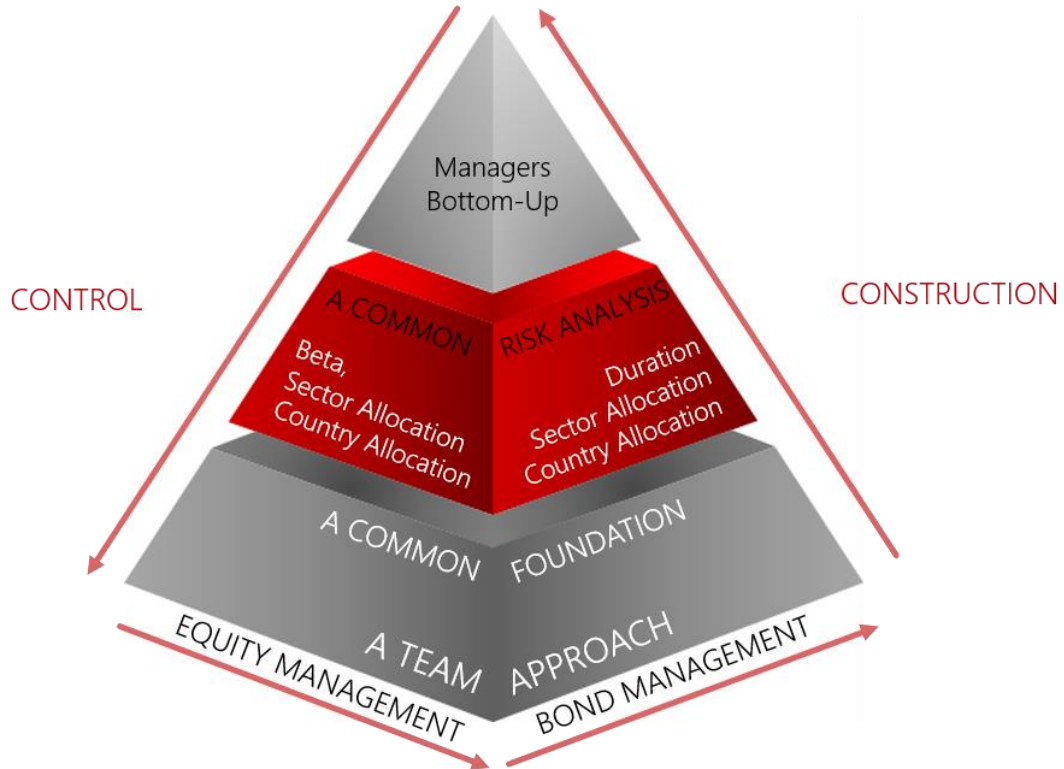 Managers
Bottom-Up
CONTROL
CONSTRUCTION
A COMMON RISK ANALYSIS
Beta,
Sector Allocation
Country Allocation
Duration
Sector Allocation
Country Allocation
A COMMON FOUNDATION
A TEAM APPROACH
EQUITY MANAGEMENT
BOND MANAGEMENT